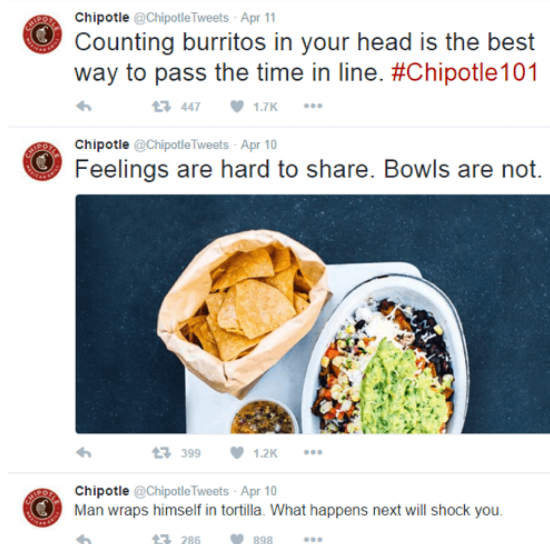 Chipotle @ChipotleTweets · Apr 11
Counting burritos in your head is the best
way to pass the time in line. #Chipotle101
447 1.7K
Chipotle @ChipotleTweets · Apr 10
Feelings are hard to share. Bowls are not.
399 1.2K
Chipotle @ChipotleTweets · Apr 10
Man wraps himself in tortilla. What happens next will shock you.
286 898